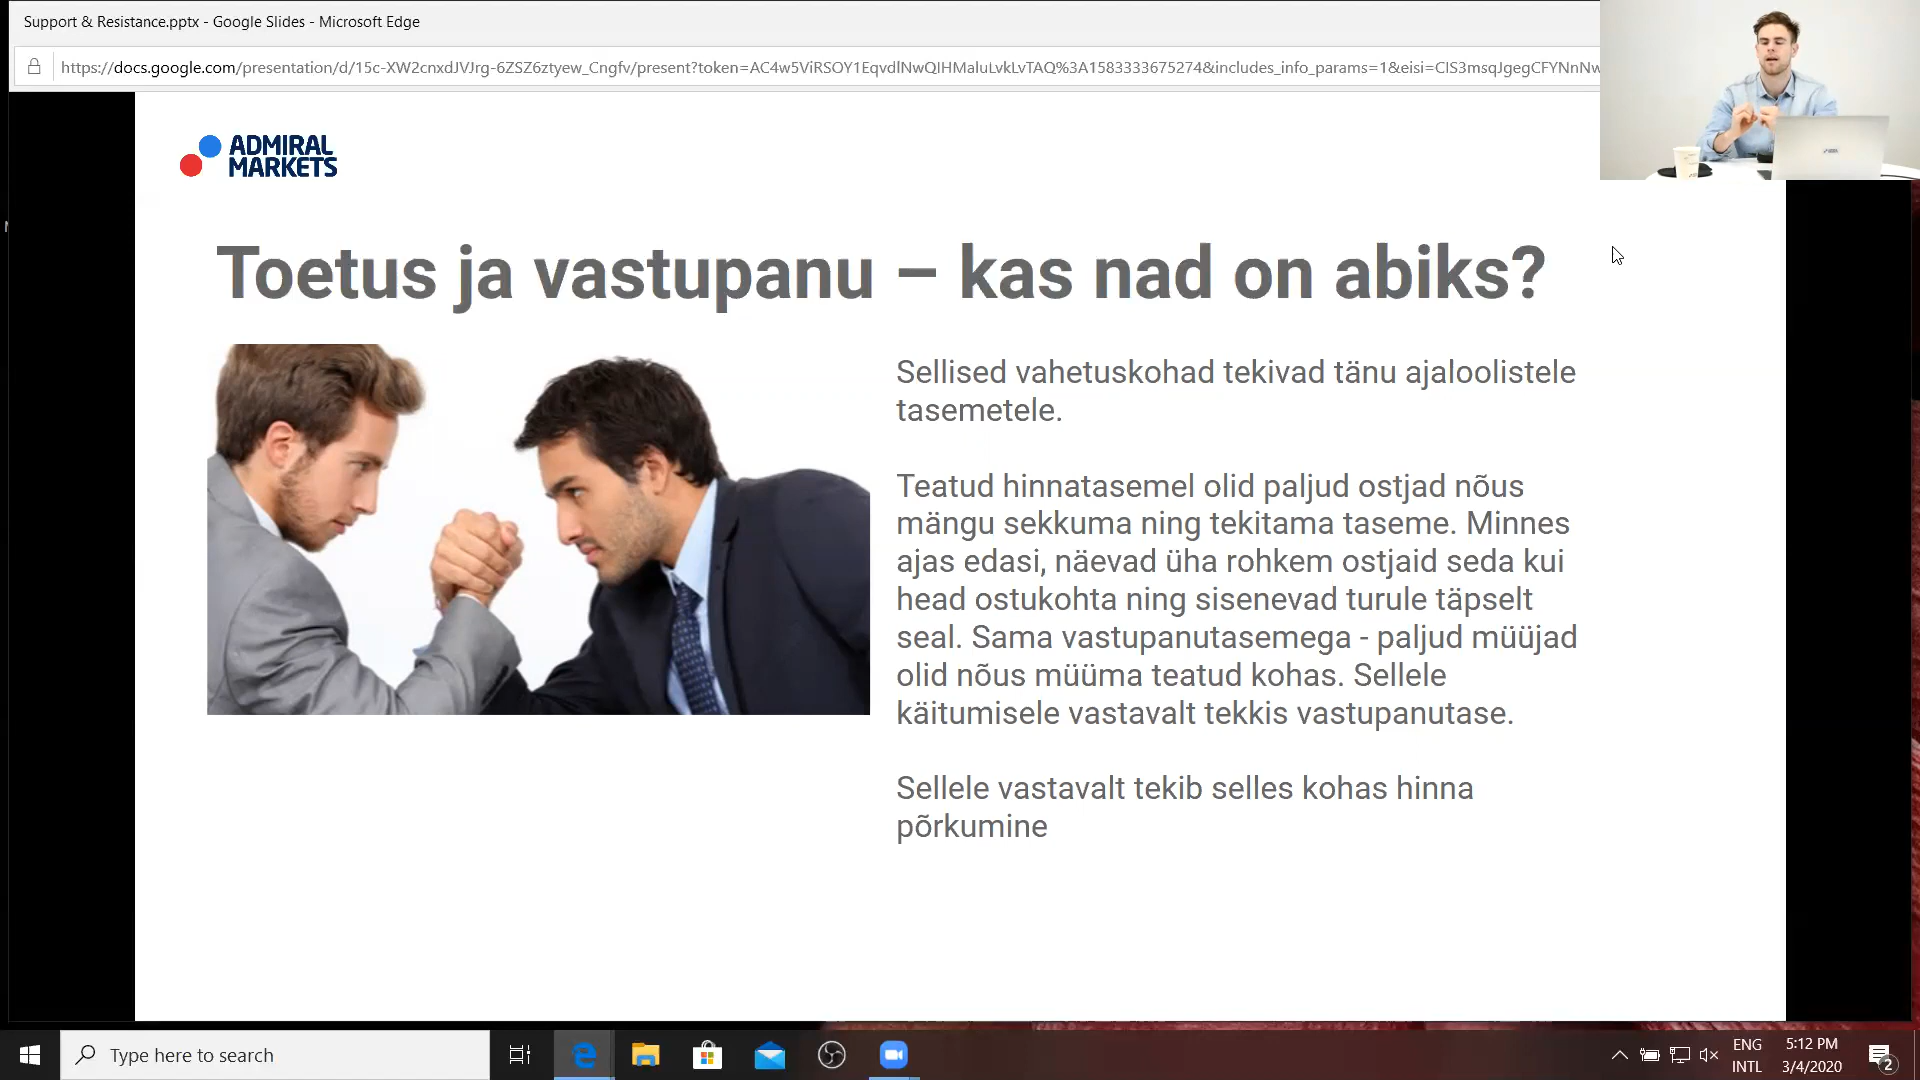 Support & Resistance.pptx - Google Slides - Microsoft Edge
https://docs.google.com/presentation/d/15c-XW2cnxdJVJrg-6ZSZ6ztyew_Cngfv/present?token=AC4w5ViRSOY1EqvdlNwQIHMaluLvkLvTAQ%3A1583333675274&includes_info_params=1&eisi=CIS3msqJgegCFYNnNw
ADMIRAL
MARKETS
Toetus ja vastupanu – kas nad on abiks?
Sellised vahetuskohad tekivad tänu ajaloolistele
tasemetele.
Teatud hinnatasemel olid paljud ostjad nõus
mängu sekkuma ning tekitama taseme. Minnes
ajas edasi, näevad üha rohkem ostjaid seda kui
head ostukohta ning sisenevad turule täpselt
seal. Sama vastupanutasemega - paljud müüjad
olid nõus müüma teatud kohas. Sellele
käitumisele vastavalt tekkis vastupanutase.
Sellele vastavalt tekib selles kohas hinna
põrkumine
Type here to search
ENG
INTL
5:12 PM
3/4/2020
2